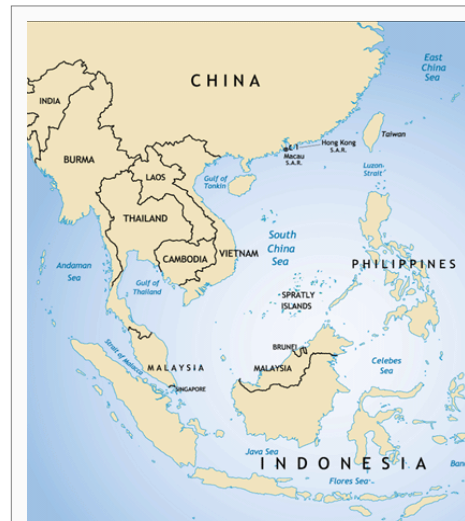 East
China
Sea
CHINA
INDIA
Taiwan
Hong Kong
S.A.R.
Macau
S.A.R.
BURMA
LAOS
Gulf of
Tonkin
Luzon
Strait
THAILAND
South
China
Sea
VIETNAM
CAMBODIA
PHILIPPINES
Andaman
Sea
Gulf of
Thailand
SPRATLY
ISLANDS
BRUNEI
Strait of Malacca
MALAYSIA
MALAYSIA
Celebes
Sea
SINGAPORE
Java Sea
INDONESIA
Flores Sea